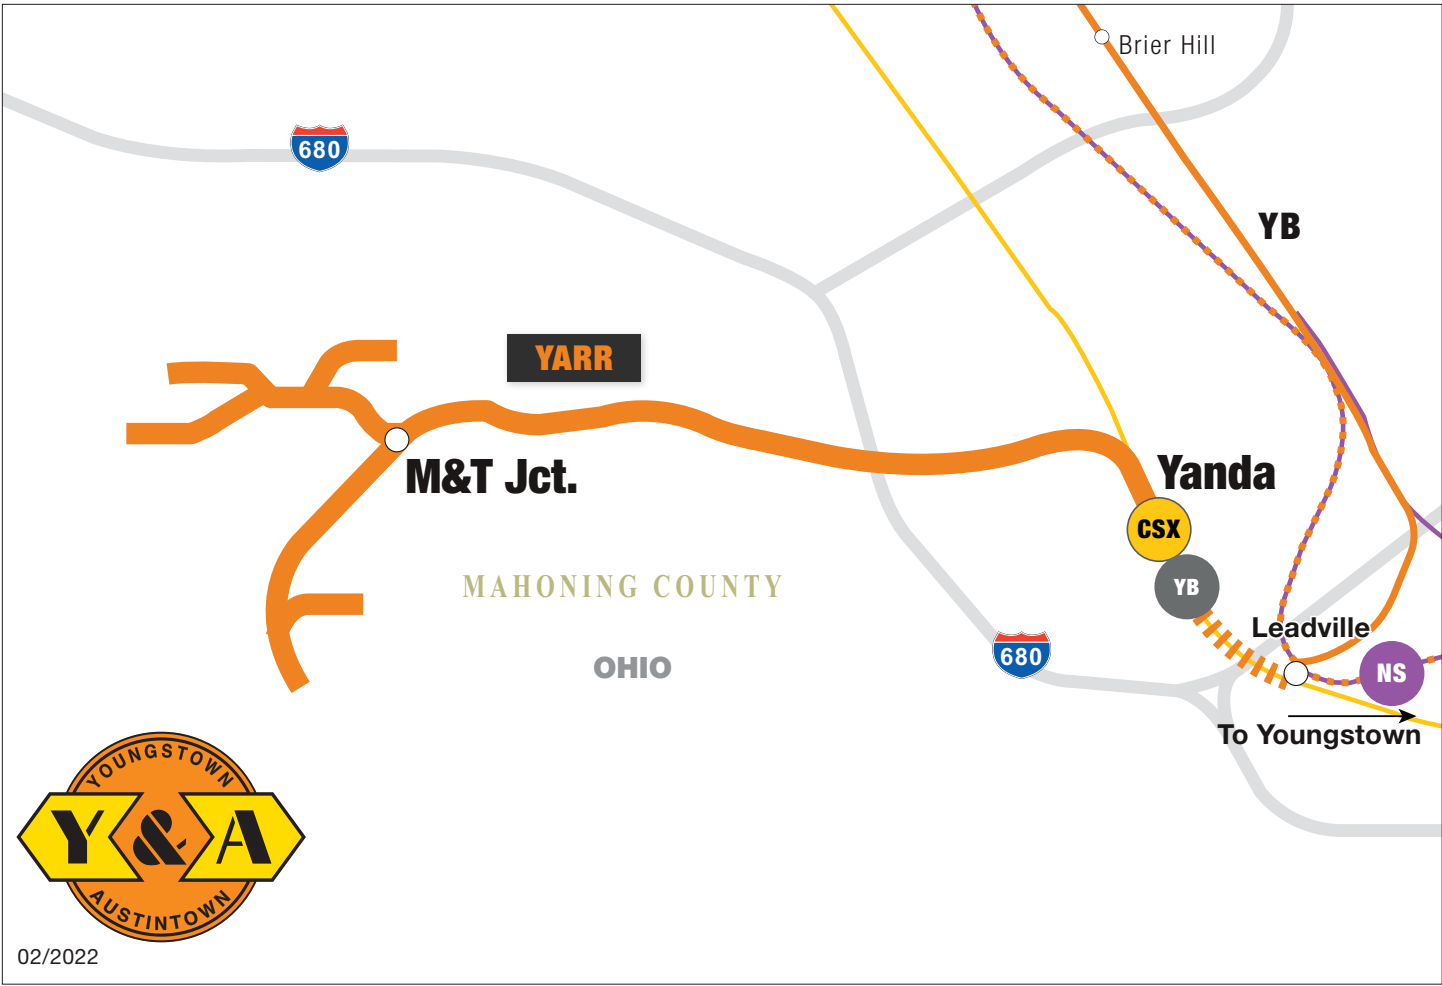 Brier Hill
680
YB
YARR
M&T Jct.
Yanda
CSX
YB
MAHONING COUNTY
OHIO
Leadville
680
NS
To Youngstown
YOUNGSTOWN
Y&A
AUSTINTOWN
02/2022